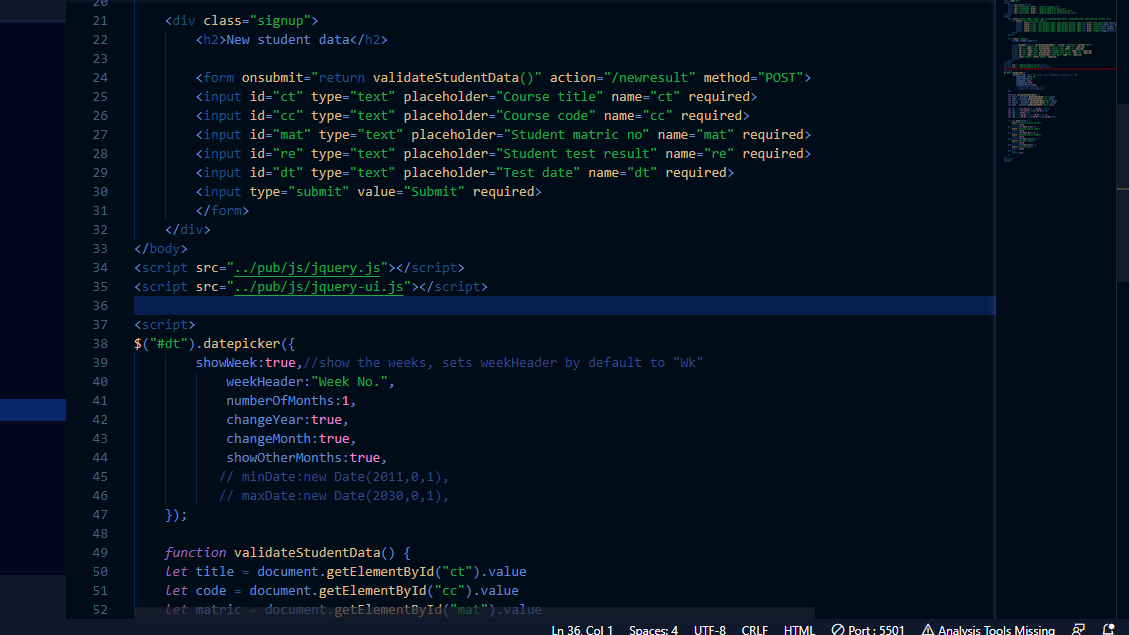 20
21 <div class="signup">
22 <h2>New student data</h2>
23
24 <form onsubmit="return validateStudentData()" action="/newresult" method="POST">
25 <input id="ct" type="text" placeholder="Course title" name="ct" required>
26 <input id="cc" type="text" placeholder="Course code" name="cc" required>
27 <input id="mat" type="text" placeholder="Student matric no" name="mat" required>
28 <input id="re" type="text" placeholder="Student test result" name="re" required>
29 <input id="dt" type="text" placeholder="Test date" name="dt" required>
30 <input type="submit" value="Submit" required>
31 </form>
32 </div>
33 </body>
34 <script src="../pub/js/jquery.js"></script>
35 <script src="../pub/js/jquery-ui.js"></script>
36
37 <script>
38 $("#dt").datepicker({
39 showWeek:true,//show the weeks, sets weekHeader by default to "Wk"
40 weekHeader:"Week No.",
41 numberOfMonths:1,
42 changeYear:true,
43 changeMonth:true,
44 showOtherMonths:true,
45 // minDate:new Date(2011,0,1),
46 // maxDate:new Date(2030,0,1),
47 });
48
49 function validateStudentData() {
50 let title = document.getElementById("ct").value
51 let code = document.getElementById("cc").value
52 let matric = document.getElementById("mat").value
Ln 36, Col 1 Spaces: 4 UTF-8 CRLF HTML Port : 5501 Analysis Tools Missing